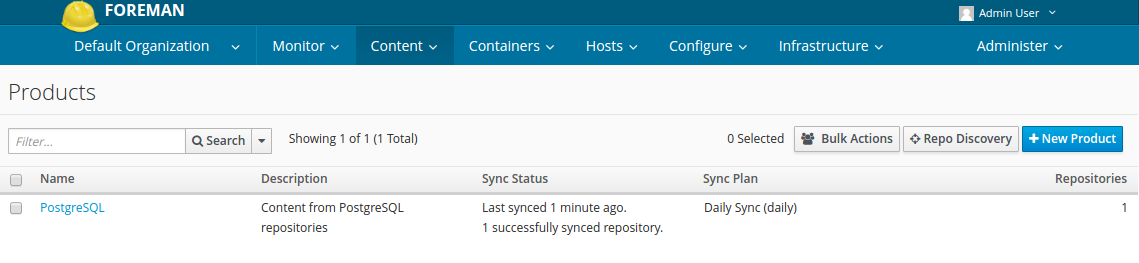 FOREMAN
Admin User
Default Organization
Monitor
Content
Containers
Hosts
Configure
Infrastructure
Administer
Products
Filter...
Search
Showing 1 of 1 (1 Total)
0 Selected
Bulk Actions
Repo Discovery
+ New Product
Name
Description
Sync Status
Sync Plan
Repositories
PostgreSQL
Content from PostgreSQL
repositories
Last synced 1 minute ago.
1 successfully synced repository.
Daily Sync (daily)
1